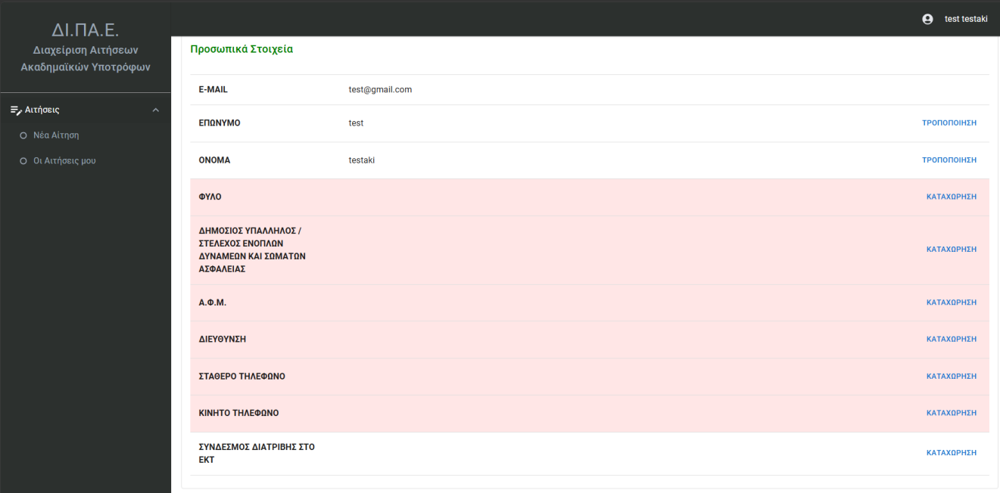 ΔΙ.ΠΑ.Ε.
Διαχείριση Αιτήσεων
Ακαδημαϊκών Υποτρόφων
Αιτήσεις
Νέα Αίτηση
Οι Αιτήσεις μου
test testaki
Προσωπικά Στοιχεία
E-MAIL test@gmail.com
ΕΠΩΝΥΜΟ test ΤΡΟΠΟΠΟΙΗΣΗ
ΟΝΟΜΑ testaki ΤΡΟΠΟΠΟΙΗΣΗ
ΦΥΛΟ ΚΑΤΑΧΩΡΗΣΗ
ΔΗΜΟΣΙΟΣ ΥΠΑΛΛΗΛΟΣ /
ΣΤΕΛΕΧΟΣ ΕΝΟΠΛΩΝ
ΔΥΝΑΜΕΩΝ ΚΑΙ ΣΩΜΑΤΩΝ
ΑΣΦΑΛΕΙΑΣ
ΚΑΤΑΧΩΡΗΣΗ
Α.Φ.Μ. ΚΑΤΑΧΩΡΗΣΗ
ΔΙΕΥΘΥΝΣΗ ΚΑΤΑΧΩΡΗΣΗ
ΣΤΑΘΕΡΟ ΤΗΛΕΦΩΝΟ ΚΑΤΑΧΩΡΗΣΗ
ΚΙΝΗΤΟ ΤΗΛΕΦΩΝΟ ΚΑΤΑΧΩΡΗΣΗ
ΣΥΝΔΕΣΜΟΣ ΔΙΑΤΡΙΒΗΣ ΣΤΟ
ΕΚΤ
ΚΑΤΑΧΩΡΗΣΗ